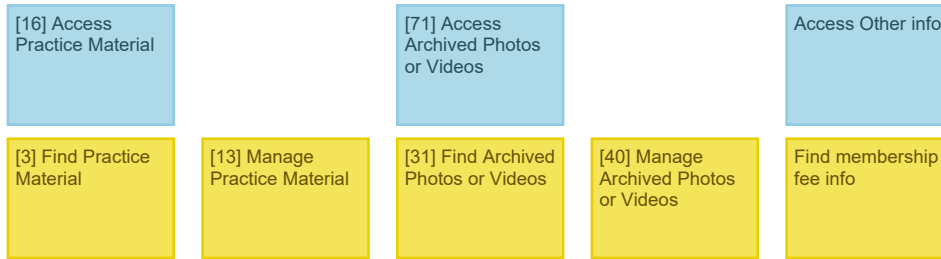 [16] Access
Practice Material
[71] Access
Archived Photos
or Videos
Access Other info
[3] Find Practice
Material
[13] Manage
Practice Material
[31] Find Archived
Photos or Videos
[40] Manage
Archived Photos
or Videos
Find membership
fee info